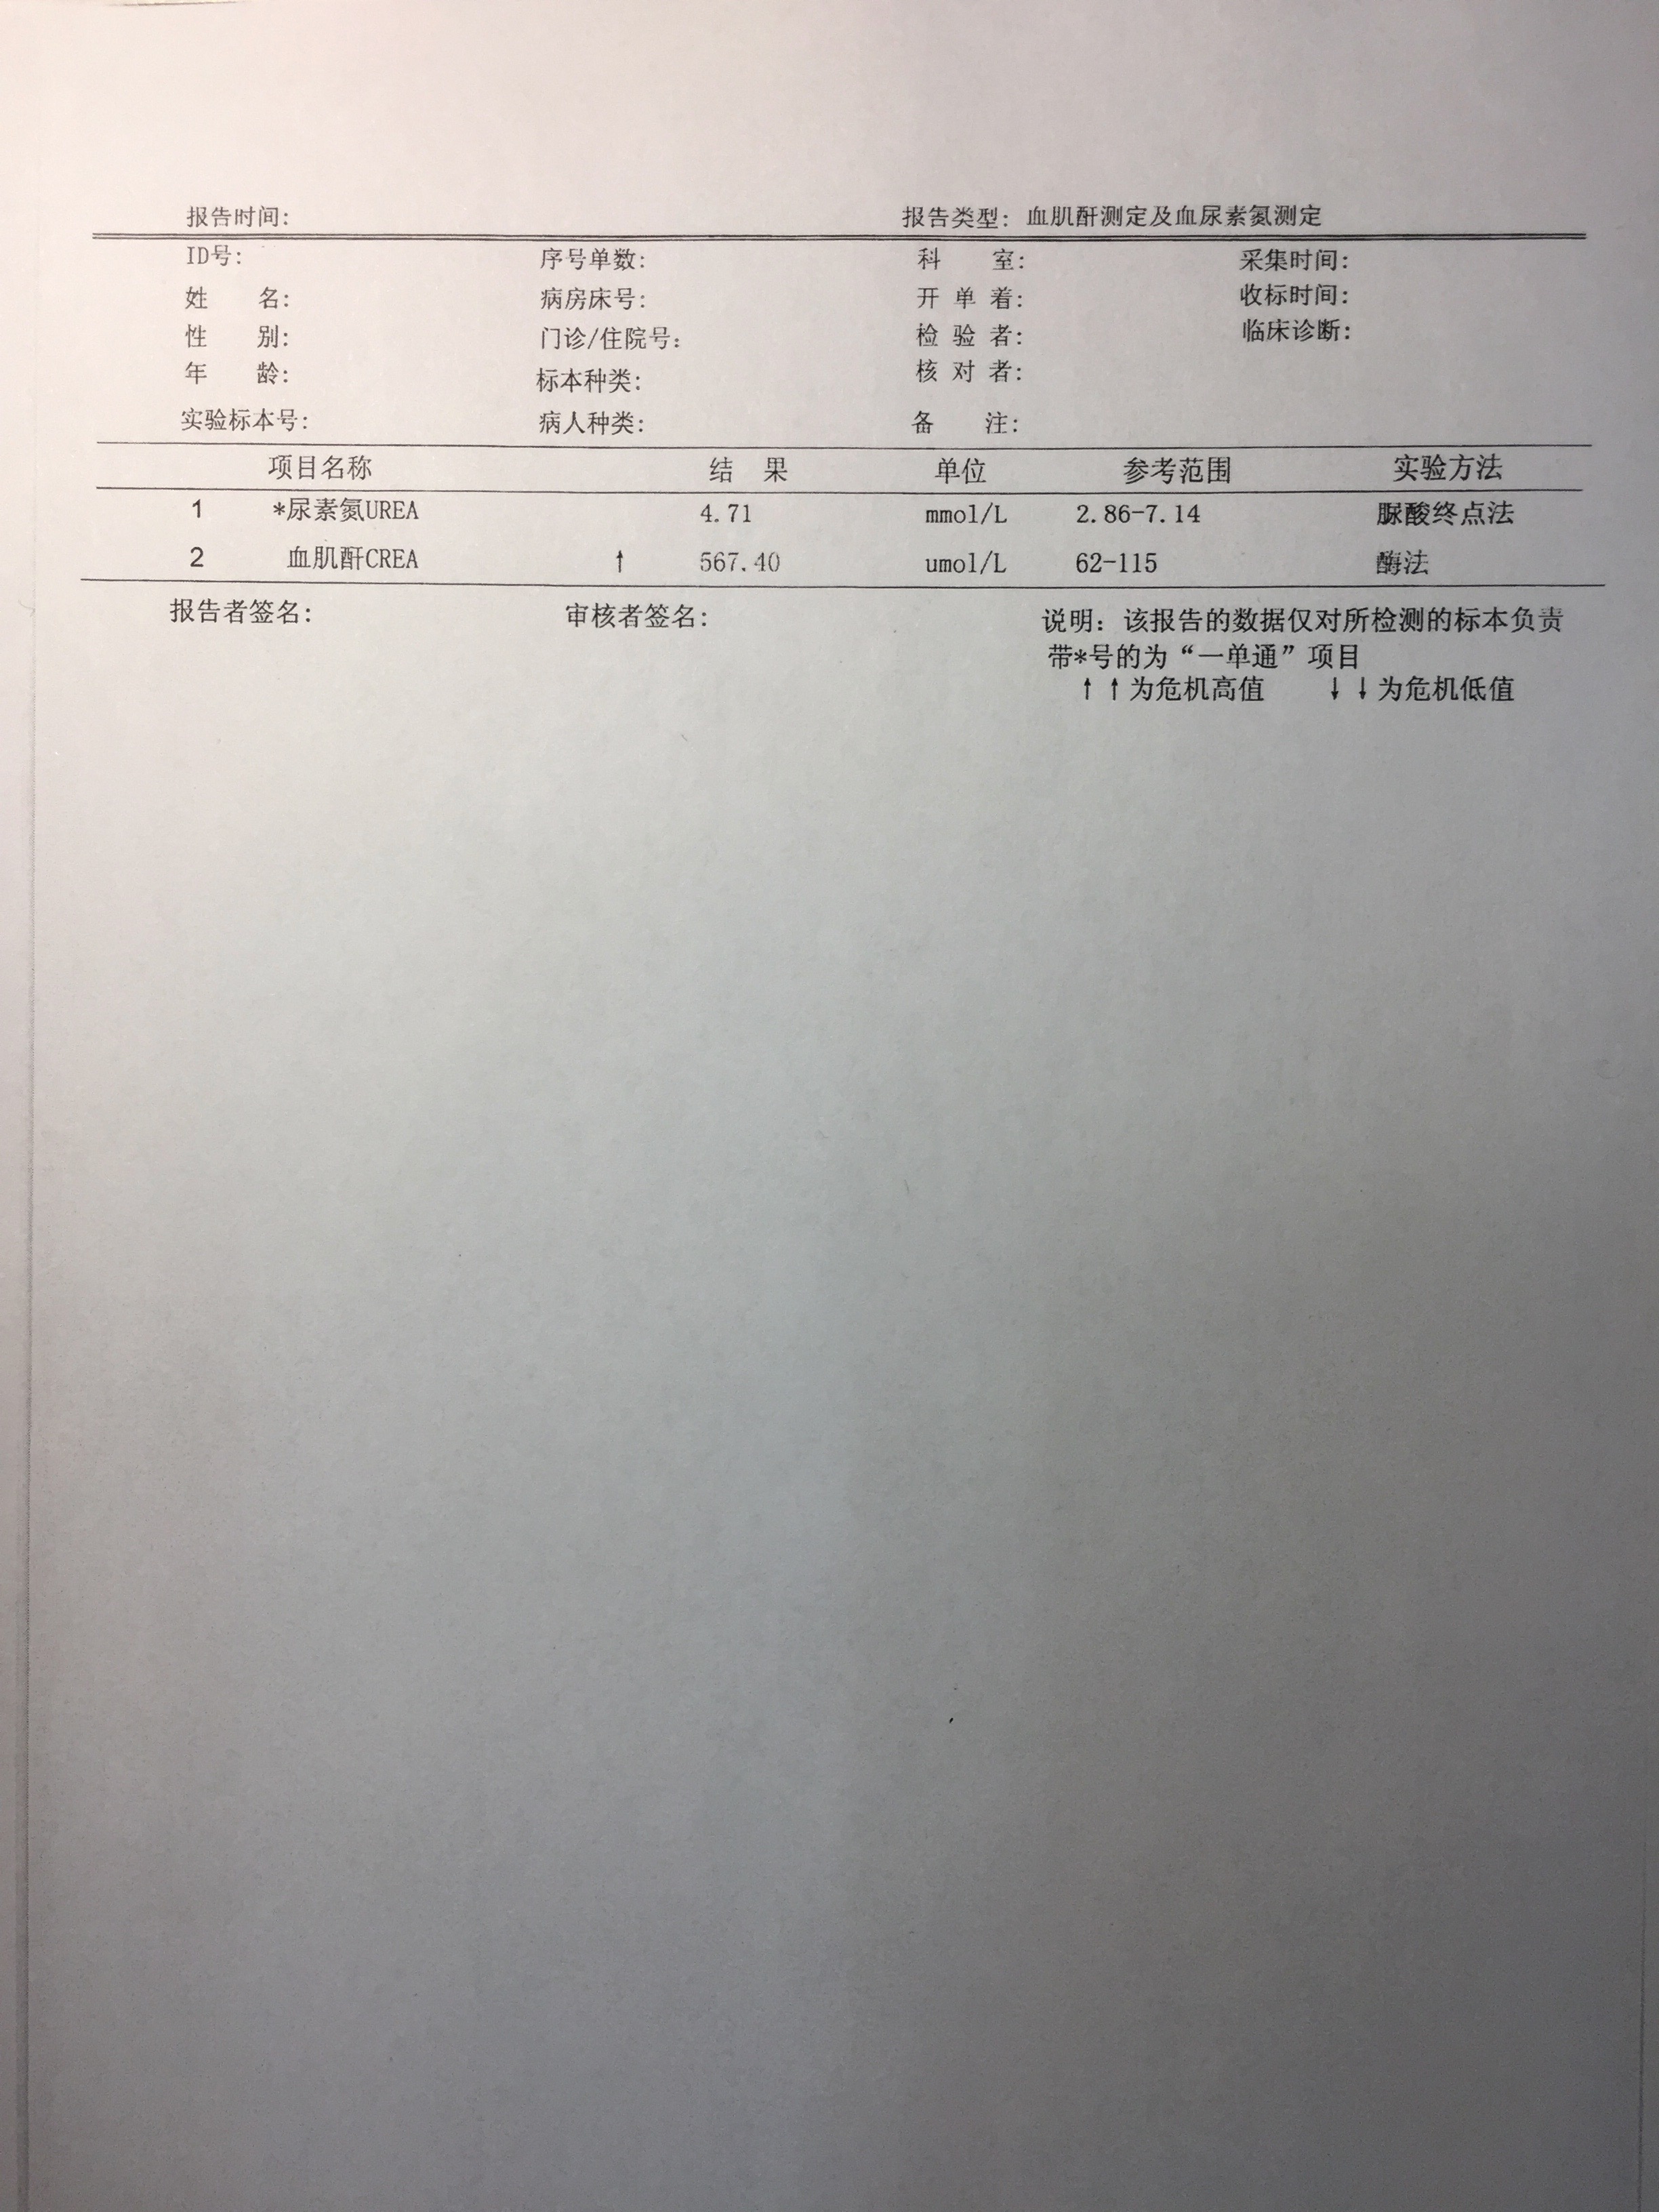 报告时间: 报告类型: 血肌酐测定及血尿素氮测定
ID号: 序号单数: 科 室: 采集时间:
姓 名: 病房床号: 开 单 着: 收标时间:
性 别: 门诊/住院号: 检 验 者: 临床诊断:
年 龄: 标本种类: 核 对 者:
实验标本号: 病人种类: 备 注:
项目名称 结 果 单位 参考范围 实验方法
1 *尿素氮UREA 4.71 mmol/L 2.86-7.14 脲酸终点法
2 血肌酐CREA ↑ 567.40 umol/L 62-115 酶法
报告者签名: 审核者签名: 说明: 该报告的数据仅对所检测的标本负责
带*号的为“一单通”项目
↑↑为危机高值 ↓↓为危机低值